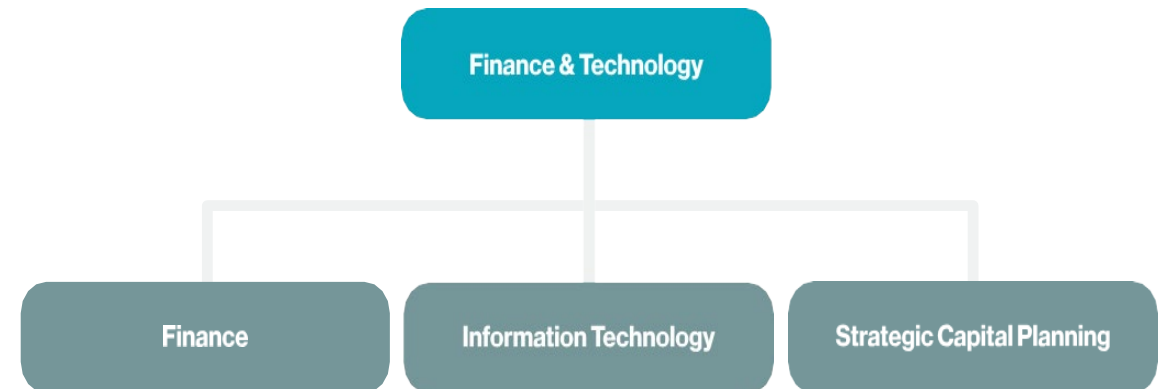 Finance & Technology
Finance
Information Technology
Strategic Capital Planning